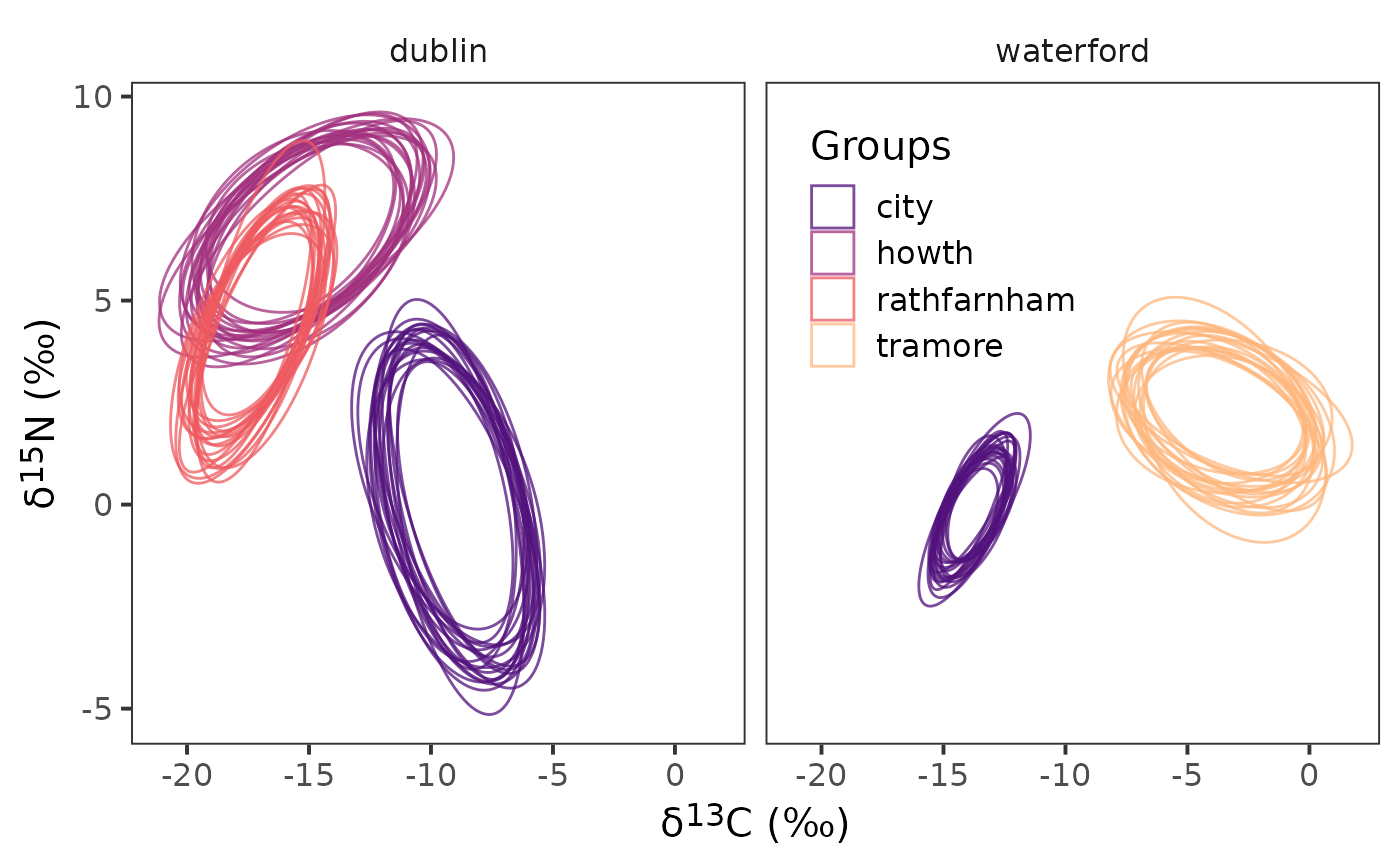 dublin
waterford
10
5
0
-5
Groups
city
howth
rathfarnham
tramore
-20 -15 -10 -5 0
-20 -15 -10 -5 0
δ¹⁵N (‰)
δ¹³C (‰)